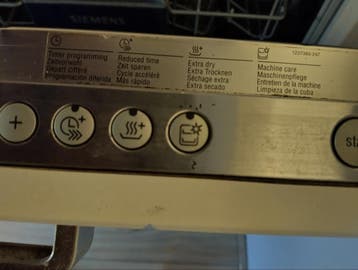 SIEMENS
Timer programming
Zeitvorwahl
Départ différé
Programación diferida
Reduced time
Zeit sparen
Cycle accéléré
Más rápido
Extra dry
Extra Trocknen
Séchage extra
Extra secado
Machine care
Maschinenpflege
Entretien de la machine
Limpieza de la cuba
+
sta